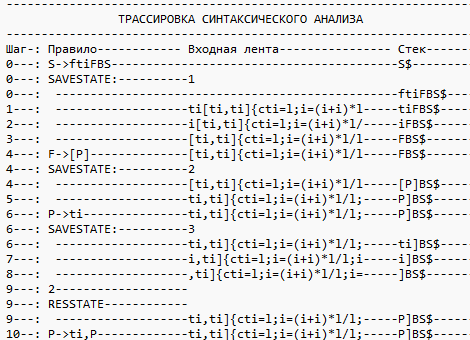 ------------------------------------------------------------
ТРАССИРОВКА СИНТАКСИЧЕСКОГО АНАЛИЗА
------------------------------------------------------------
Шаг-: Правило------------ Входная лента--------------- Стек------
0---: S->ftiFBS--------------------------------------S$-----
0---: SAVESTATE:----------1
0---: -----------------------------------------------ftiFBS$-----
1---: ------------------ti[ti,ti]{cti=l;i=(i+i)*l-----tiFBS$-----
2---: ------------------i[ti,ti]{cti=l;i=(i+i)*l/-----iFBS$-----
3---: ------------------[ti,ti]{cti=l;i=(i+i)*l/l-----FBS$-----
4---: F->[P]------------[ti,ti]{cti=l;i=(i+i)*l/l-----FBS$-----
4---: SAVESTATE:----------2
4---: ------------------[ti,ti]{cti=l;i=(i+i)*l/l-----[P]BS$-----
5---: ------------------ti,ti]{cti=l;i=(i+i)*l/l;-----P]BS$-----
6---: P->ti-------------ti,ti]{cti=l;i=(i+i)*l/l;-----P]BS$-----
6---: SAVESTATE:----------3
6---: ------------------ti,ti]{cti=l;i=(i+i)*l/l;-----ti]BS$-----
7---: ------------------i,ti]{cti=l;i=(i+i)*l/l;i-----i]BS$-----
8---: ------------------,ti]{cti=l;i=(i+i)*l/l;i=-----]BS$-----
9---: 2------------------
9---: RESSTATE------------
9---: ------------------ti,ti]{cti=l;i=(i+i)*l/l;-----P]BS$-----
10--: P->ti,P-----------ti,ti]{cti=l;i=(i+i)*l/l;-----P]BS$-----